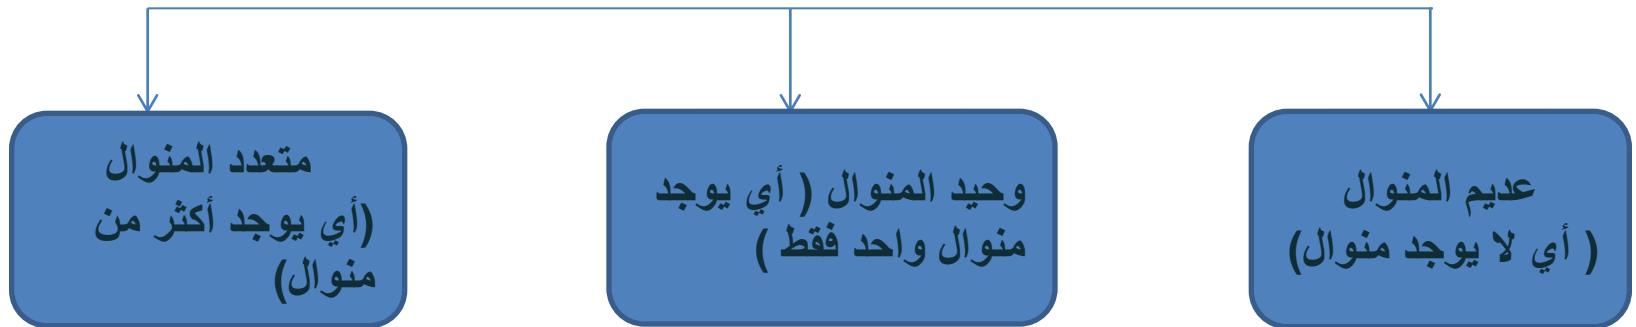 عديم المنوال
( أي لا يوجد منوال)
وحيد المنوال ( أي يوجد
منوال واحد فقط )
متعدد المنوال
(أي يوجد أكثر من
منوال)